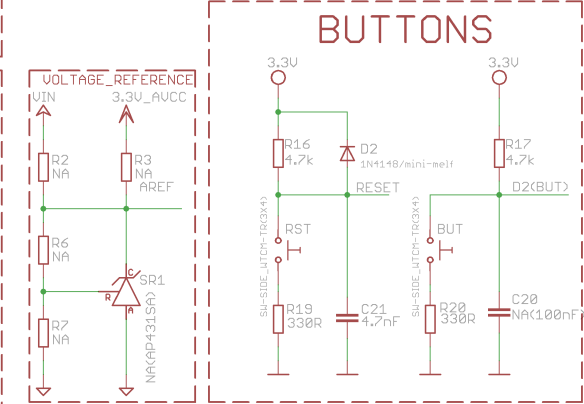 BUTTONS
VOLTAGE_REFERENCE
VIN
3.3V_AVCC
R2
NA
R3
NA
AREF
R6
NA
R7
NA
SR1
C
R
A
NA(AP431SA)
3.3V
R16
4.7k
D2
1N4148/mini-melf
RESET
SW-SIDE_WTCM-TR(3X4)
RST
R19
330R
C21
4.7nF
3.3V
R17
4.7k
D2(BUT)
SW-SIDE_WTCM-TR(3X4)
BUT
R20
330R
C20
NA(100nF)